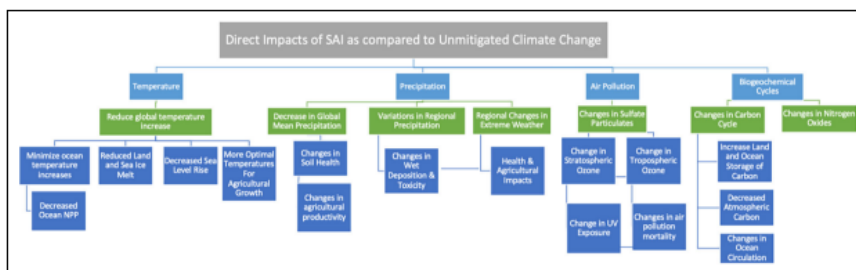 Direct Impacts of SAI as compared to Unmitigated Climate Change
Temperature
Precipitation
Air Pollution
Biogeochemical
Cycles
Reduce global temperature
increase
Decrease in Global
Mean Precipitation
Variations in Regional
Precipitation
Regional Changes in
Extreme Weather
Changes in Sulfate
Particulates
Changes in Carbon
Cycle
Changes in Nitrogen
Oxides
Minimize ocean
temperature
increases
Reduced Land
and Sea Ice
Melt
Decreased Sea
Level Rise
More Optimal
Temperatures
For
Agricultural
Growth
Changes in
Soil Health
Changes in
Wet
Deposition &
Toxicity
Health &
Agricultural
Impacts
Change in
Stratospheric
Ozone
Change in
Tropospheric
Ozone
Increase Land
and Ocean
Storage of
Carbon
Decreased
Ocean NPP
Changes in
agricultural
productivity
Change in UV
Exposure
Changes in air
pollution
mortality
Decreased
Atmospheric
Carbon
Changes in
Ocean
Circulation